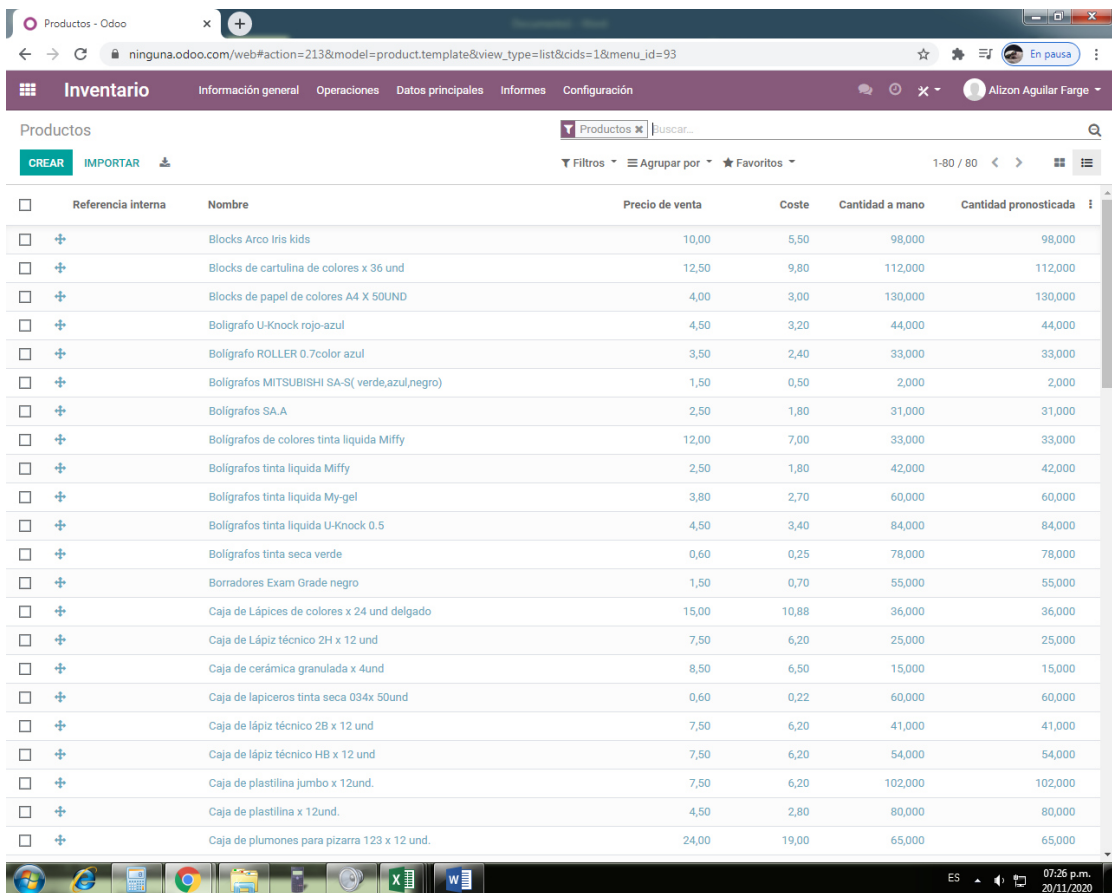 Productos - Odoo
ninguna.odoo.com/web#action=213&model=product.template&view_type=list&cids=1&menu_id=93 En pausa
Inventario Información general Operaciones Datos principales Informes Configuración Alizon Aguilar Farge
Productos Productos Buscar...
CREAR IMPORTAR Filtros Agrupar por Favoritos 1-80 / 80
Referencia interna Nombre Precio de venta Coste Cantidad a mano Cantidad pronosticada
Blocks Arco Iris kids 10,00 5,50 98,000 98,000
Blocks de cartulina de colores x 36 und 12,50 9,80 112,000 112,000
Blocks de papel de colores A4 X 50UND 4,00 3,00 130,000 130,000
Boligrafo U-Knock rojo-azul 4,50 3,20 44,000 44,000
Bolígrafo ROLLER 0.7color azul 3,50 2,40 33,000 33,000
Bolígrafos MITSUBISHI SA-S( verde,azul,negro) 1,50 0,50 2,000 2,000
Bolígrafos SA.A 2,50 1,80 31,000 31,000
Bolígrafos de colores tinta liquida Miffy 12,00 7,00 33,000 33,000
Bolígrafos tinta liquida Miffy 2,50 1,80 42,000 42,000
Bolígrafos tinta liquida My-gel 3,80 2,70 60,000 60,000
Bolígrafos tinta liquida U-Knock 0.5 4,50 3,40 84,000 84,000
Bolígrafos tinta seca verde 0,60 0,25 78,000 78,000
Borradores Exam Grade negro 1,50 0,70 55,000 55,000
Caja de Lápices de colores x 24 und delgado 15,00 10,88 36,000 36,000
Caja de Lápiz técnico 2H x 12 und 7,50 6,20 25,000 25,000
Caja de cerámica granulada x 4und 8,50 6,50 15,000 15,000
Caja de lapiceros tinta seca 034x 50und 0,60 0,22 60,000 60,000
Caja de lápiz técnico 2B x 12 und 7,50 6,20 41,000 41,000
Caja de lápiz técnico HB x 12 und 7,50 6,20 54,000 54,000
Caja de plastilina jumbo x 12und. 7,50 6,20 102,000 102,000
Caja de plastilina x 12und. 4,50 2,80 80,000 80,000
Caja de plumones para pizarra 123 x 12 und. 24,00 19,00 65,000 65,000
ES 07:26 p.m.
20/11/2020